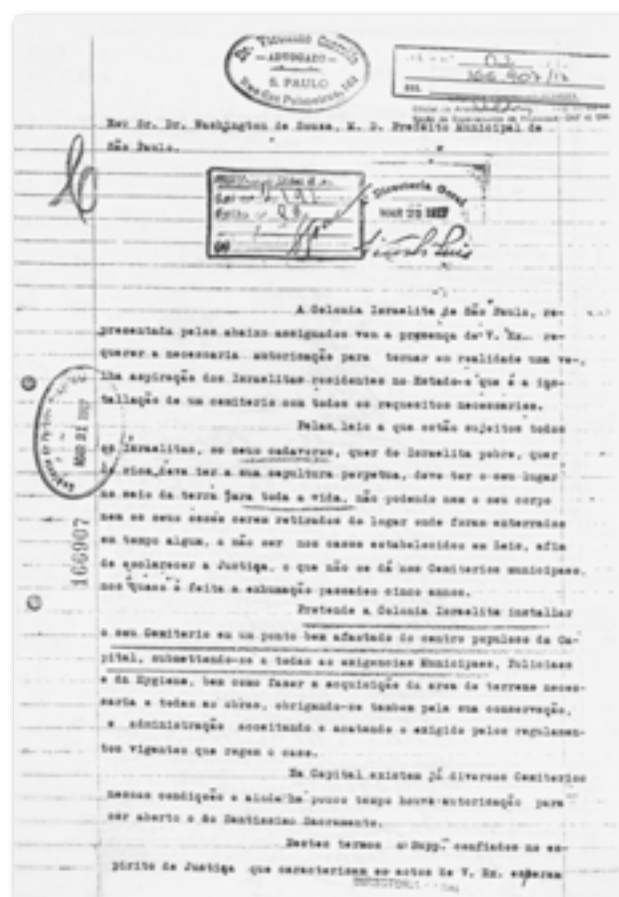 ADVOGADO
S. PAULO
166.907/17
Exc Sr. Dr. Washington de Souza, M. D. Prefeito Municipal de
São Paulo.
Directoria Geral
MAR 1917
A Colonia Israelita de São Paulo, re-
presentada pelos abaixo assignados vem a presença de V. Ex. re-
querer a necessaria autorisação para tornar em realidade uma ve-
lha aspiração dos Israelitas residentes no Estado e que é a ins-
tallação de um cemiterio com todos os requesitos necessarios.
Pelas leis a que estão sujeitos todos
os Israelitas, os seus cadaveres, quer do Israelita pobre, quer
do rico, deve ter a sua sepultura perpetua, deve ter o seu logar
no seio da terra para toda a vida, não podendo nem o seu corpo
nem os seus ossos serem retirados do logar onde foram enterrados
em tempo algum, a não ser nos casos estabelecidos em Leis, afim
de esclarecer a Justiça, o que não se dá nos Cemiterios municipaes,
nos quaes é feita a exhumação passados cinco annos.
MAR 21 1917
166907
Pretende a Colonia Israelita installar
o seu Cemiterio em um ponto bem afastado do centro populoso da Ca-
pital, submettendo-se a todas as exigencias Municipaes, Policiaes
e da Hygiene, bem como fazer a acquisição da area de terreno neces-
saria e todas as obras, obrigando-se tambem pela sua conservação,
e administração acceitando e acatando o exigido pelos regulamen-
tos vigentes que regem o caso.
Na Capital existem já diversos Cemiterios
nessas condições e ainda ha pouco tempo houve autorisação para
ser aberto o do Santissimo Sacramento.
Nestes termos o Supp. confiados no es-
pirito de Justiça que caracterisam os actos de V. Ex. esperam